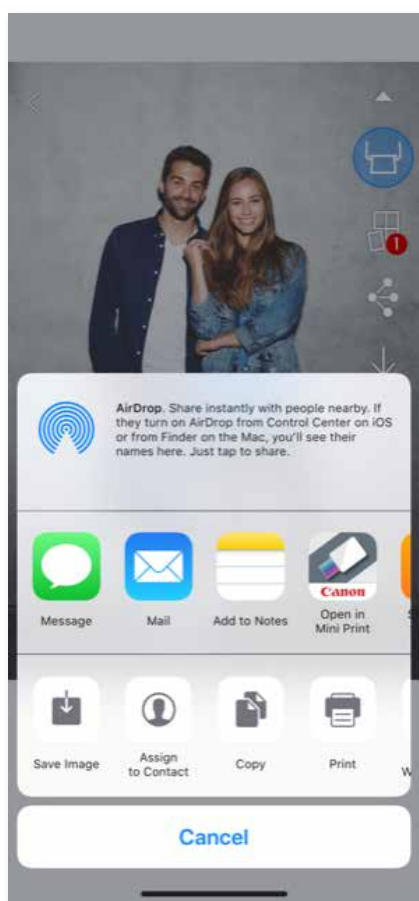 1
AirDrop. Share instantly with people nearby. If
they turn on AirDrop from Control Center on iOS
or from Finder on the Mac, you'll see their
names here. Just tap to share.
Canon
Message
Mail
Add to Notes
Open in
Mini Print
Save Image
Assign
to Contact
Copy
Print
Cancel